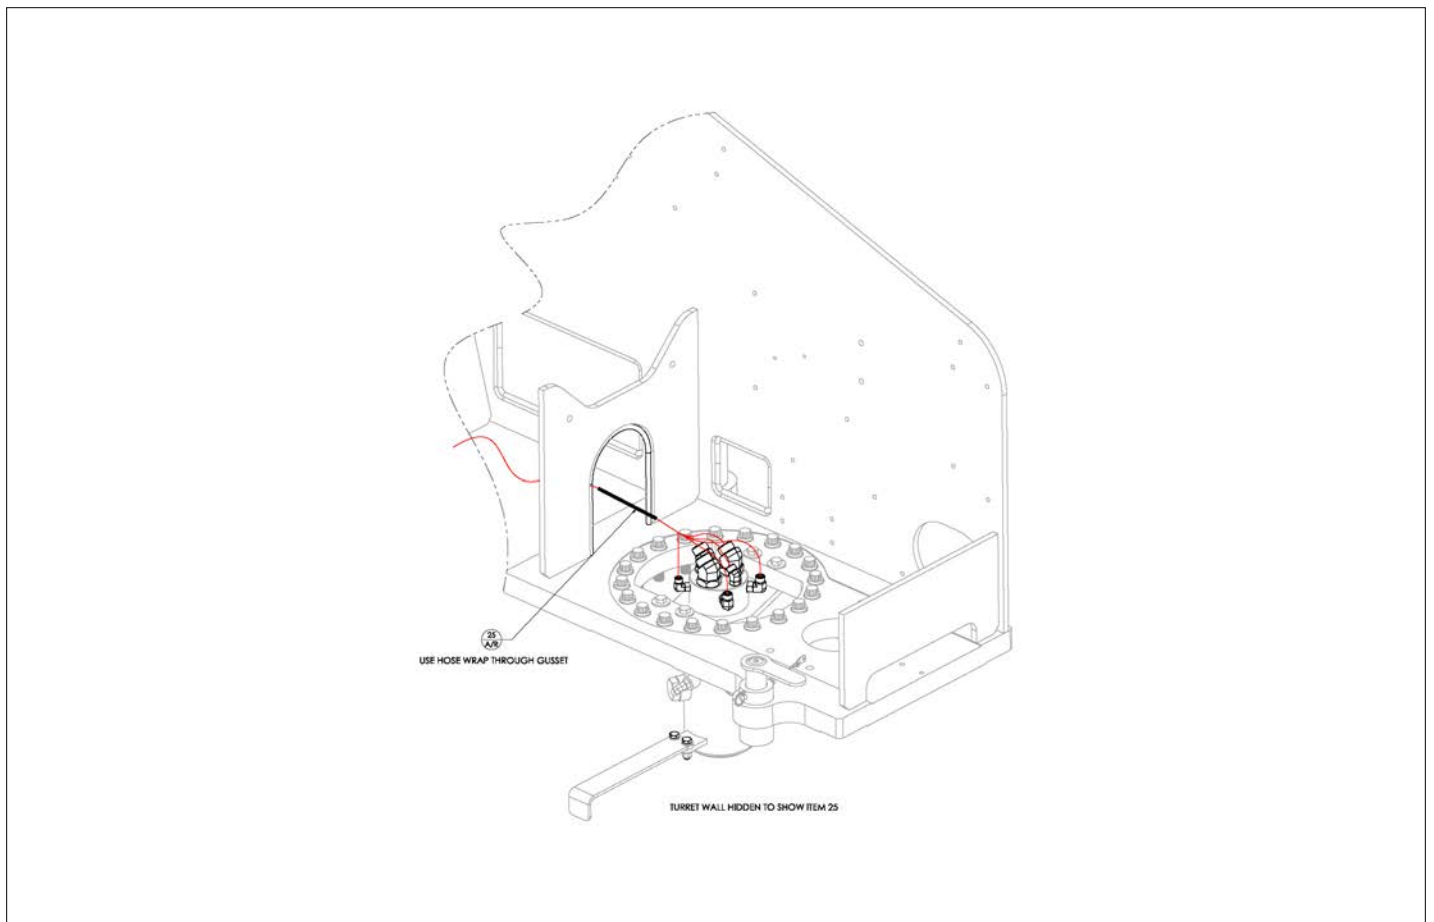 25
A/R
USE HOSE WRAP THROUGH GUSSET
TURRET WALL HIDDEN TO SHOW ITEM 25